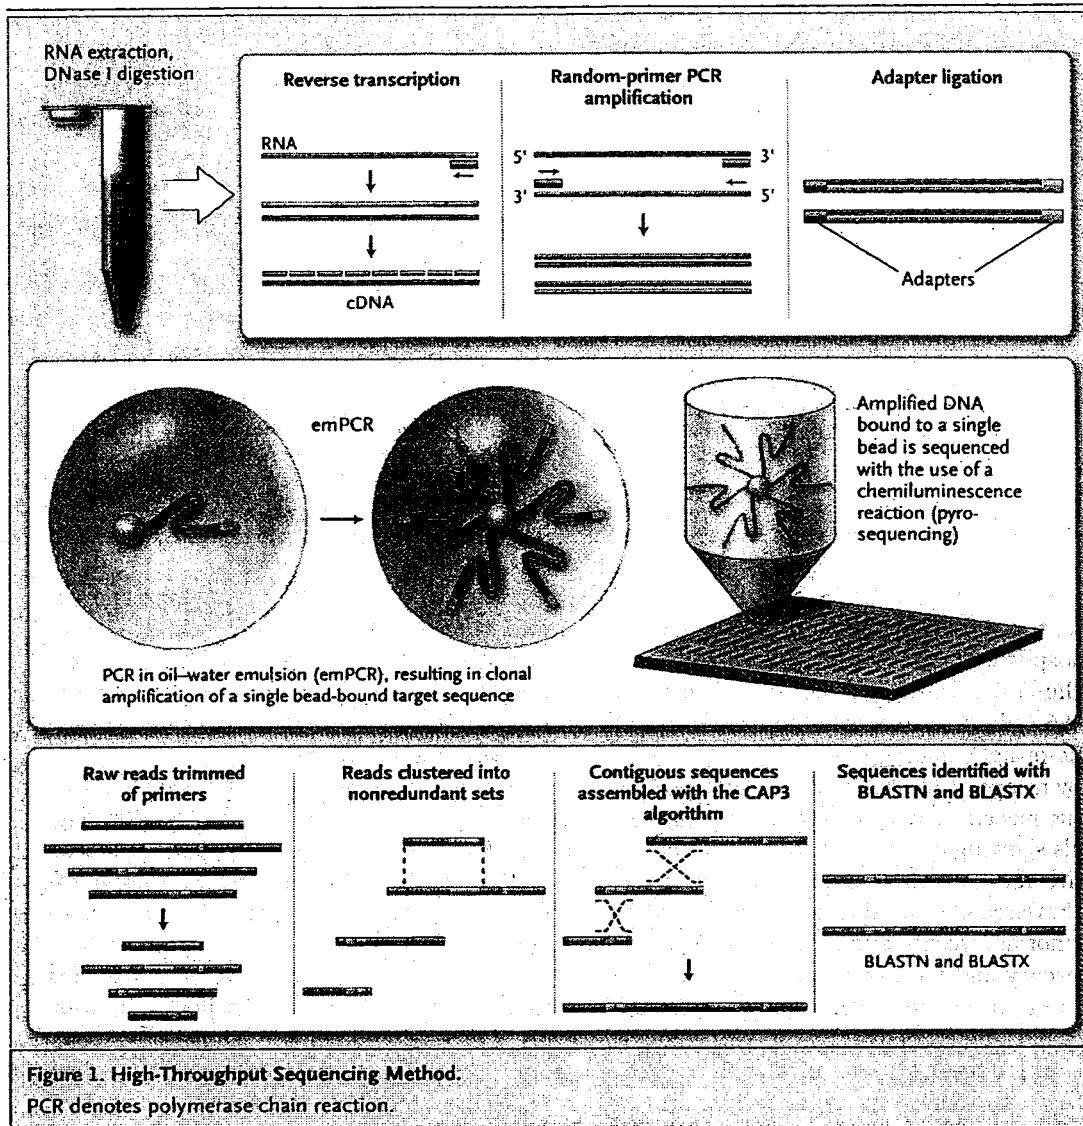 RNA extraction,
DNase I digestion
Reverse transcription
RNA
cDNA
Random-primer PCR
amplification
5'
3'
3'
5'
Adapter ligation
Adapters
emPCR
PCR in oil–water emulsion (emPCR), resulting in clonal
amplification of a single bead-bound target sequence
Amplified DNA
bound to a single
bead is sequenced
with the use of a
chemiluminescence
reaction (pyro-
sequencing)
Raw reads trimmed
of primers
Reads clustered into
nonredundant sets
Contiguous sequences
assembled with the CAP3
algorithm
Sequences identified with
BLASTN and BLASTX
BLASTN and BLASTX
Figure 1. High-Throughput Sequencing Method.
PCR denotes polymerase chain reaction.